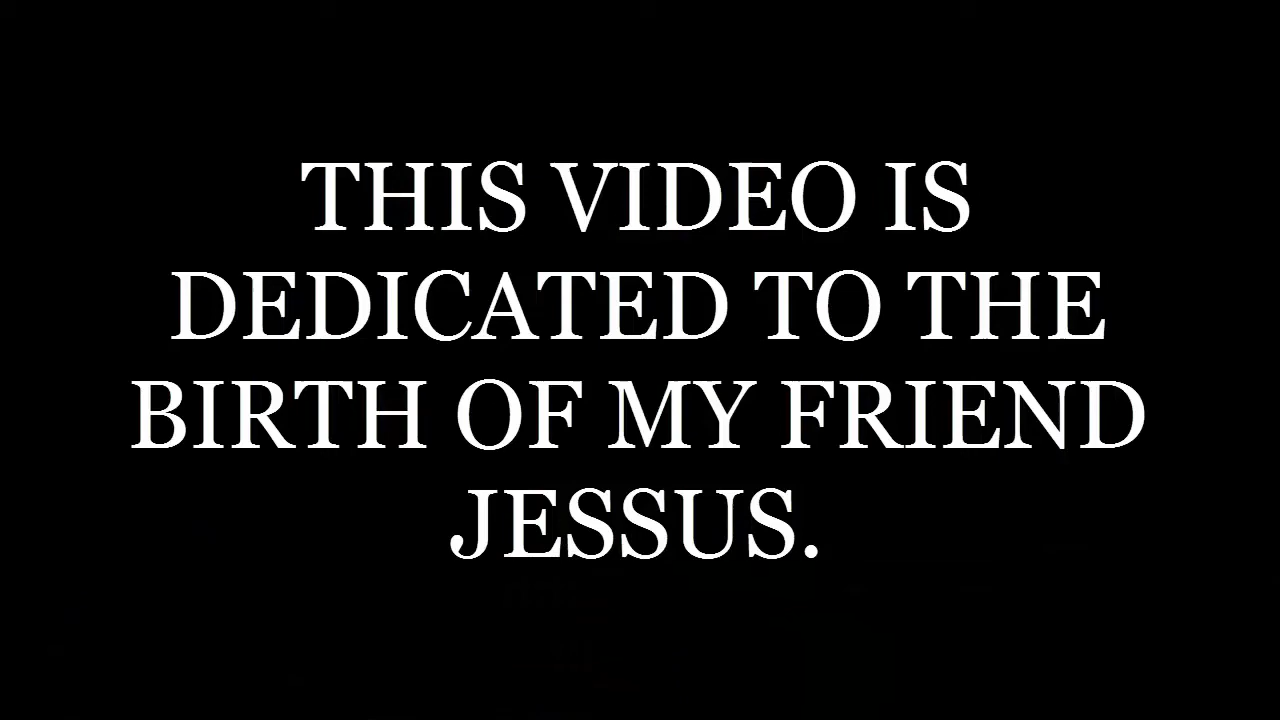 THIS VIDEO IS
DEDICATED TO THE
BIRTH OF MY FRIEND
JESSUS.